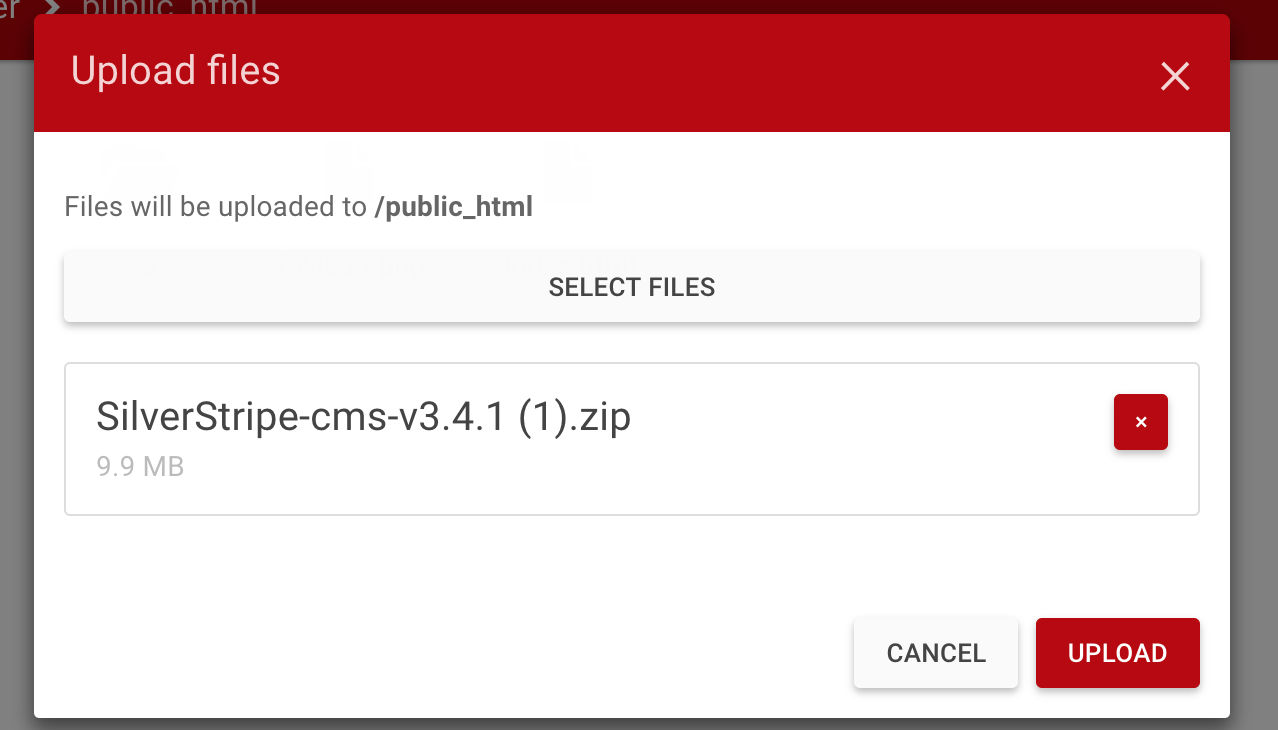 er > public_html
Upload files
Files will be uploaded to /public_html
SELECT FILES
SilverStripe-cms-v3.4.1 (1).zip
9.9 MB
×
CANCEL
UPLOAD